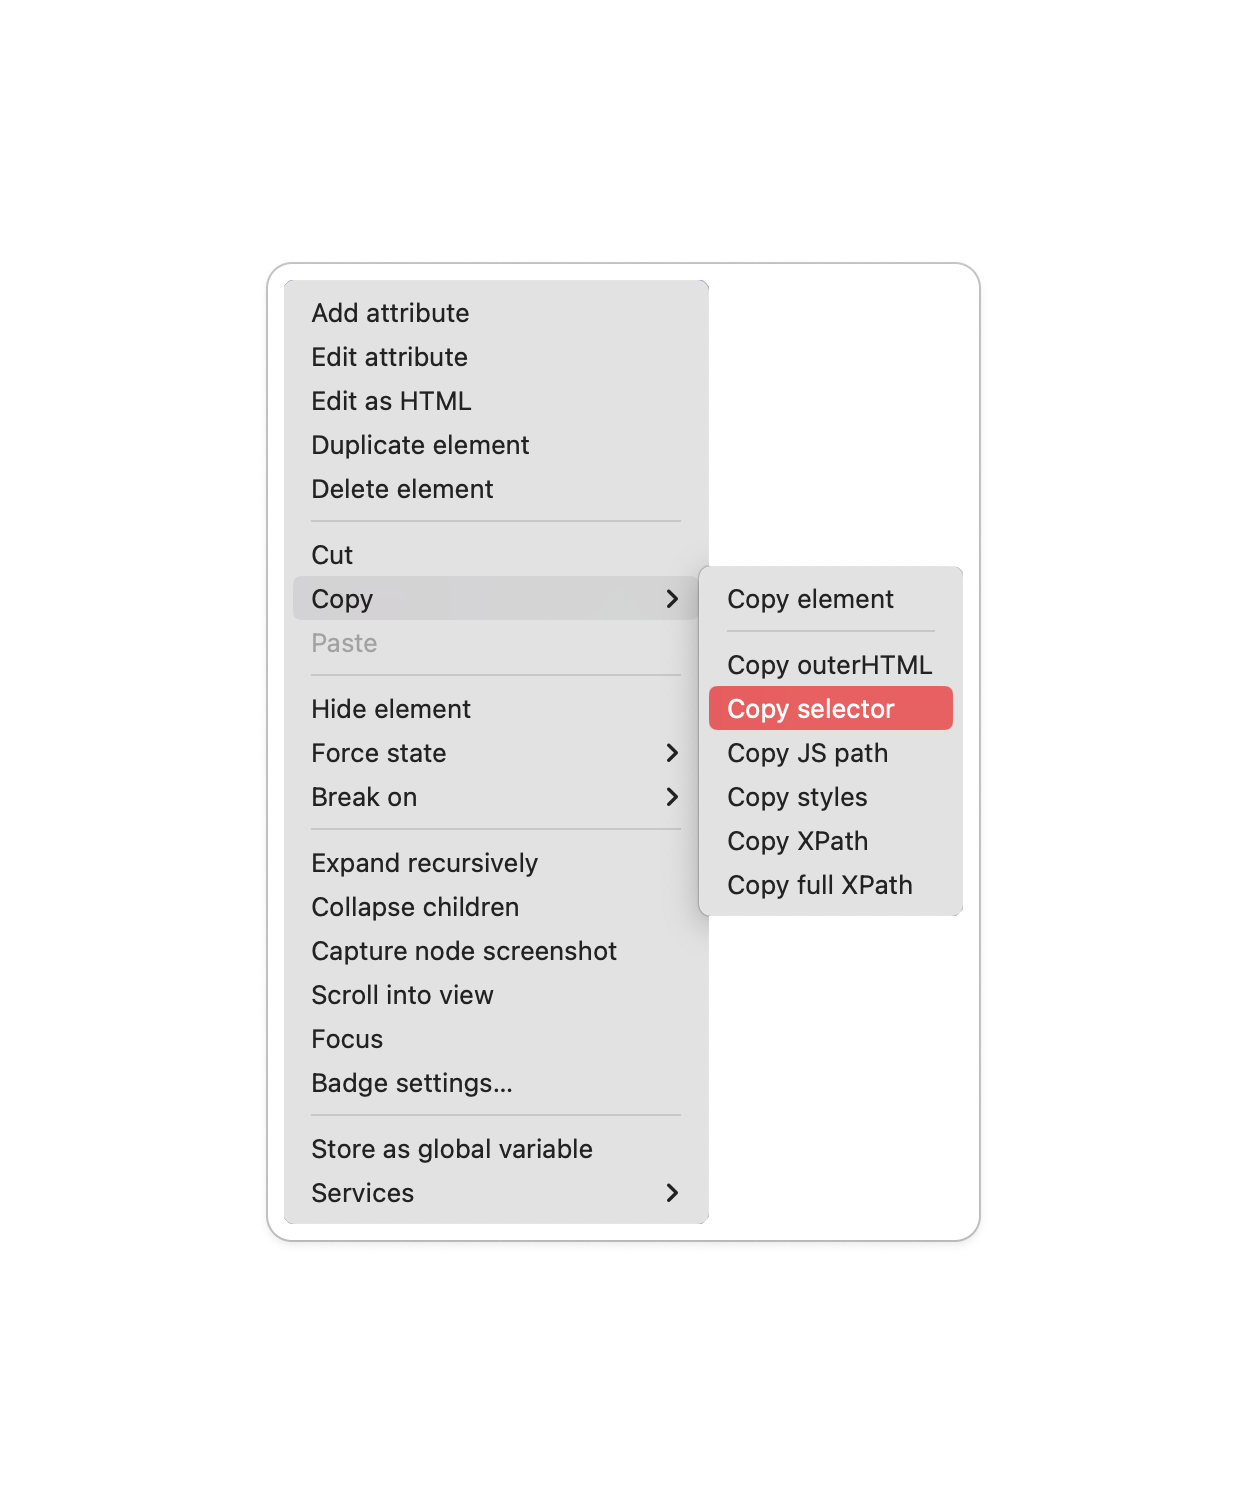 Add attribute
Edit attribute
Edit as HTML
Duplicate element
Delete element
Cut
Copy
Paste
Hide element
Force state
Break on
Expand recursively
Collapse children
Capture node screenshot
Scroll into view
Focus
Badge settings...
Store as global variable
Services
Copy element
Copy outerHTML
Copy selector
Copy JS path
Copy styles
Copy XPath
Copy full XPath